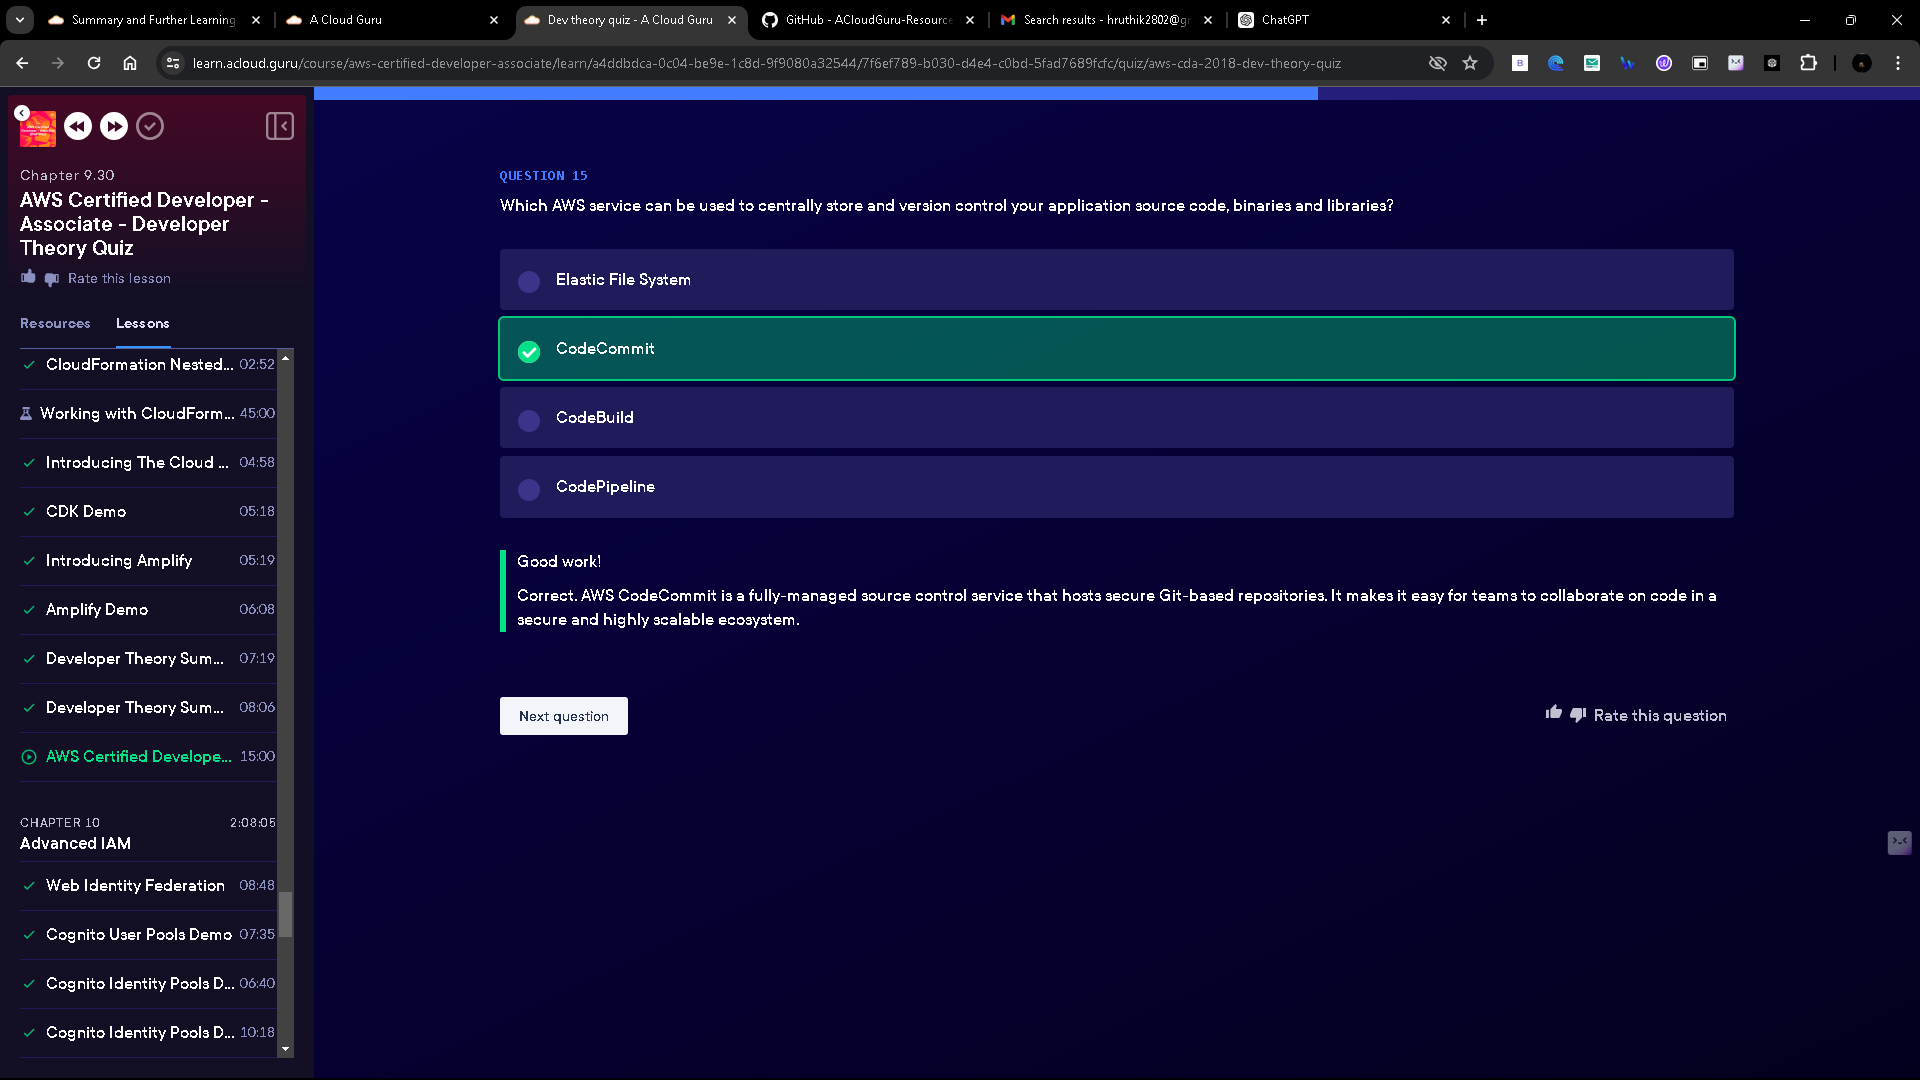 Summary and Further Learning
A Cloud Guru
Dev theory quiz - A Cloud Guru
GitHub - ACloudGuru-Resource
Search results - hruthik2802@gr
ChatGPT
learn.acloud.guru/course/aws-certified-developer-associate/learn/a4ddbdca-0c04-be9e-1c8d-9f9080a32544/7f6ef789-b030-d4e4-c0bd-5fad7689fcfc/quiz/aws-cda-2018-dev-theory-quiz
Chapter 9.30
AWS Certified Developer -
Associate - Developer
Theory Quiz
Rate this lesson
Resources
Lessons
CloudFormation Nested... 02:52
Working with CloudForm... 45:00
Introducing The Cloud ... 04:58
CDK Demo 05:18
Introducing Amplify 05:19
Amplify Demo 06:08
Developer Theory Sum... 07:19
Developer Theory Sum... 08:06
AWS Certified Develope... 15:00
CHAPTER 10 2:08:05
Advanced IAM
Web Identity Federation 08:48
Cognito User Pools Demo 07:35
Cognito Identity Pools D... 06:40
Cognito Identity Pools D... 10:18
QUESTION 15
Which AWS service can be used to centrally store and version control your application source code, binaries and libraries?
Elastic File System
CodeCommit
CodeBuild
CodePipeline
Good work!
Correct. AWS CodeCommit is a fully-managed source control service that hosts secure Git-based repositories. It makes it easy for teams to collaborate on code in a
secure and highly scalable ecosystem.
Next question
Rate this question